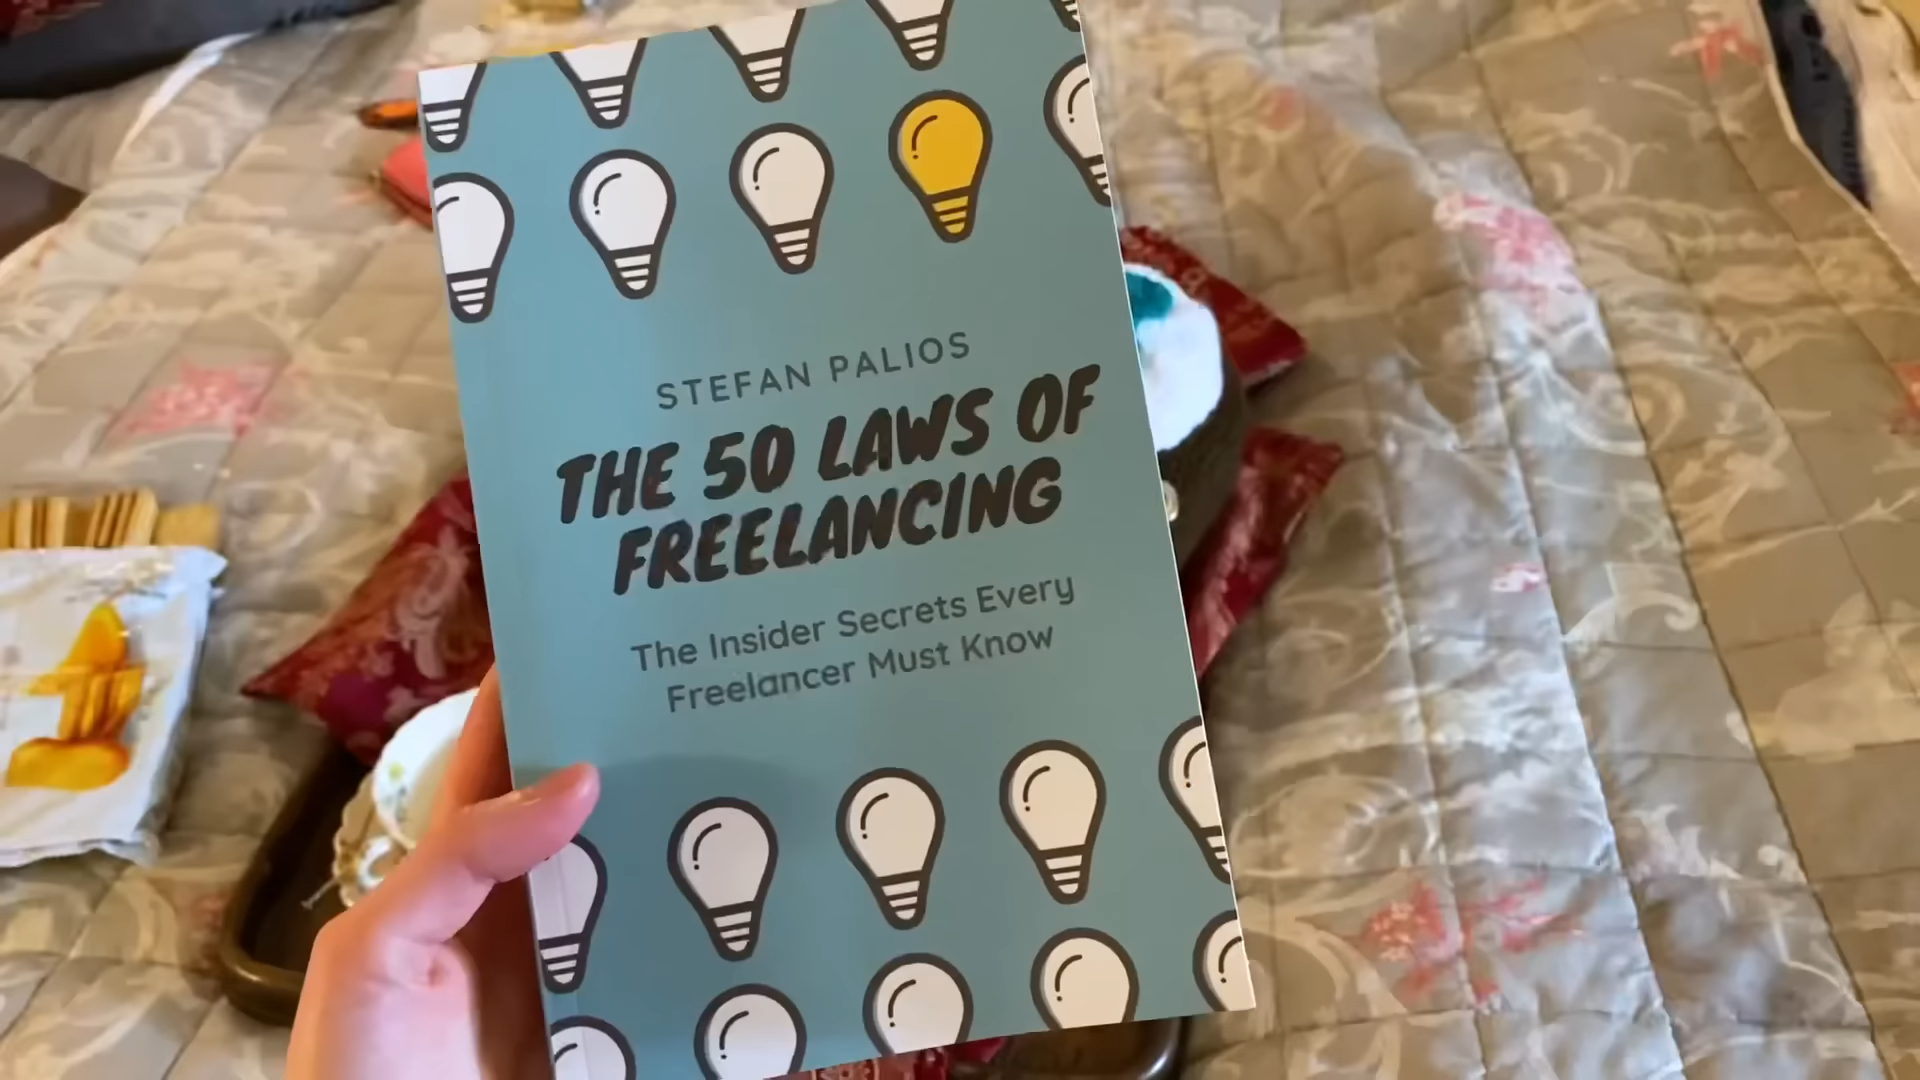 STEFAN PALIOS
THE 50 LAWS OF
FREELANCING
The Insider Secrets Every
Freelancer Must Know